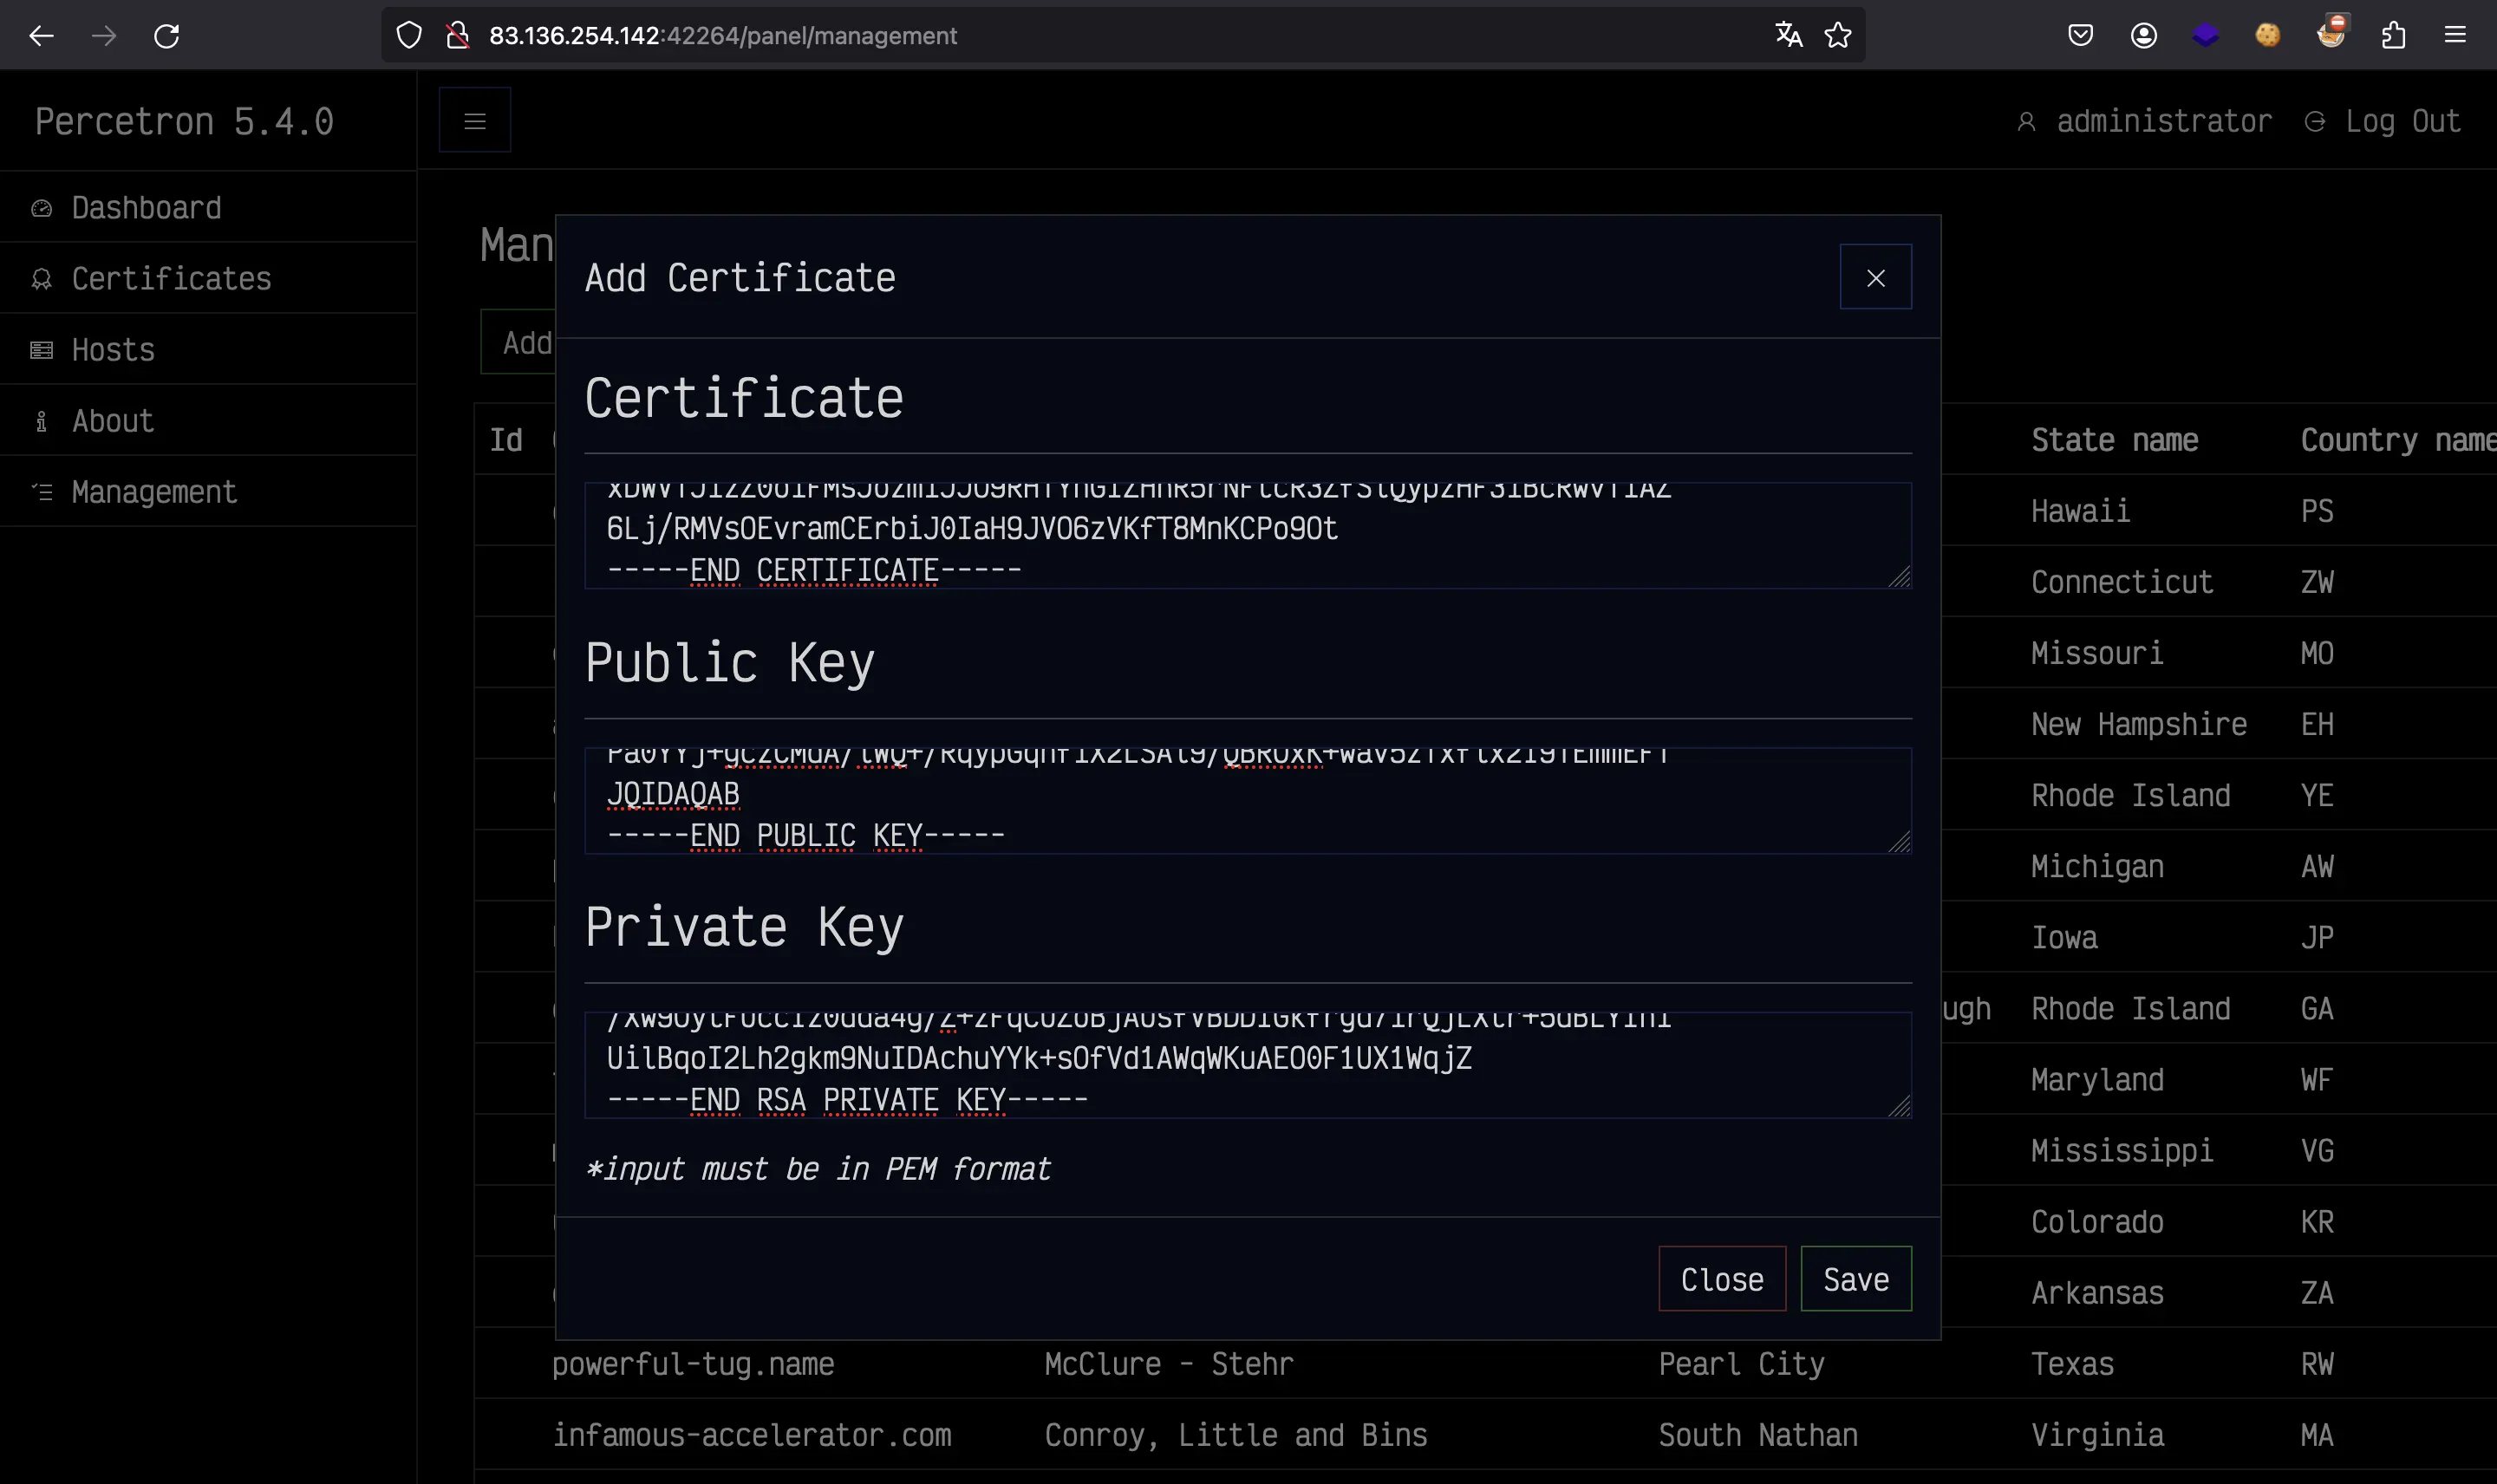 83.136.254.142:42264/panel/management
Percetron 5.4.0
administrator
Log Out
Dashboard
Certificates
Hosts
About
Management
Man
Add
Add Certificate
Certificate
6Lj/RMVsOEvramCErbiJ0IaH9JVO6zVKfT8MnKCPo9Ot
-----END CERTIFICATE-----
Public Key
JQIDAQAB
-----END PUBLIC KEY-----
Private Key
UilBqoI2Lh2gkm9NuIDAchuYYk+sOfVd1AWqWKuAEO0F1UX1WqjZ
-----END RSA PRIVATE KEY-----
*input must be in PEM format
Close
Save
Id State name Country name
Hawaii PS
Connecticut ZW
Missouri MO
New Hampshire EH
Rhode Island YE
Michigan AW
Iowa JP
ugh Rhode Island GA
Maryland WF
Mississippi VG
Colorado KR
Arkansas ZA
powerful-tug.name McClure - Stehr Pearl City Texas RW
infamous-accelerator.com Conroy, Little and Bins South Nathan Virginia MA